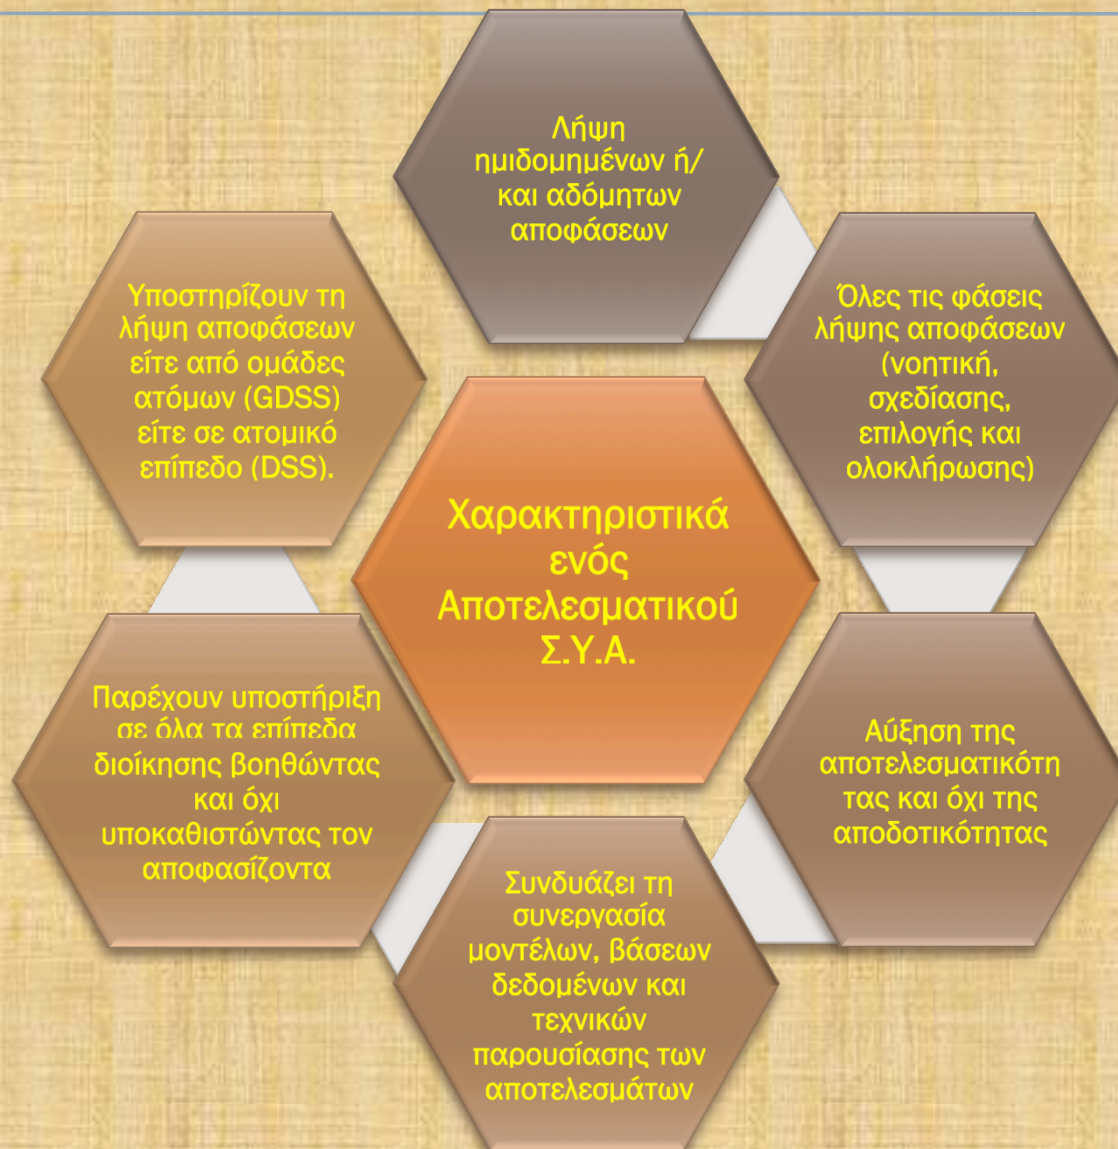 Λήψη
ημιδομημένων ή/
και αδόμητων
αποφάσεων
Όλες τις φάσεις
λήψης αποφάσεων
(νοητική,
σχεδίασης,
επιλογής και
ολοκλήρωσης)
Αύξηση της
αποτελεσματικότη
τας και όχι της
αποδοτικότητας
Συνδυάζει τη
συνεργασία
μοντέλων, βάσεων
δεδομένων και
τεχνικών
παρουσίασης των
αποτελεσμάτων
Παρέχουν υποστήριξη
σε όλα τα επίπεδα
διοίκησης βοηθώντας
και όχι
υποκαθιστώντας τον
αποφασίζοντα
Υποστηρίζουν τη
λήψη αποφάσεων
είτε από ομάδες
ατόμων (GDSS)
είτε σε ατομικό
επίπεδο (DSS).
Χαρακτηριστικά
ενός
Αποτελεσματικού
Σ.Υ.Α.